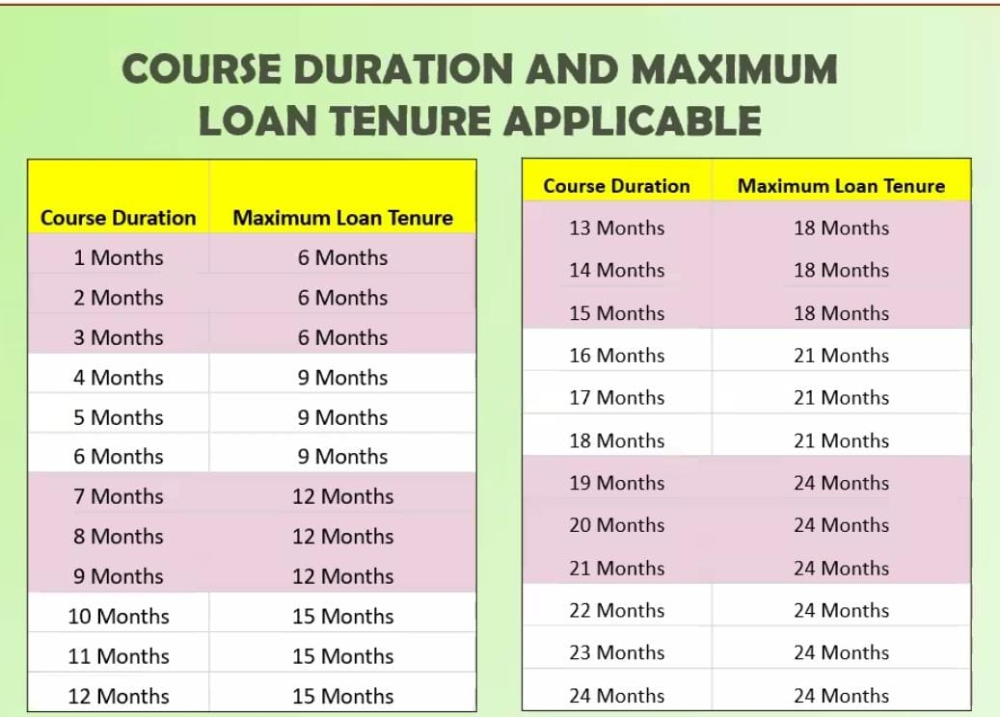 COURSE DURATION AND MAXIMUM
LOAN TENURE APPLICABLE
Course Duration Maximum Loan Tenure
1 Months 6 Months
2 Months 6 Months
3 Months 6 Months
4 Months 9 Months
5 Months 9 Months
6 Months 9 Months
7 Months 12 Months
8 Months 12 Months
9 Months 12 Months
10 Months 15 Months
11 Months 15 Months
12 Months 15 Months
Course Duration Maximum Loan Tenure
13 Months 18 Months
14 Months 18 Months
15 Months 18 Months
16 Months 21 Months
17 Months 21 Months
18 Months 21 Months
19 Months 24 Months
20 Months 24 Months
21 Months 24 Months
22 Months 24 Months
23 Months 24 Months
24 Months 24 Months